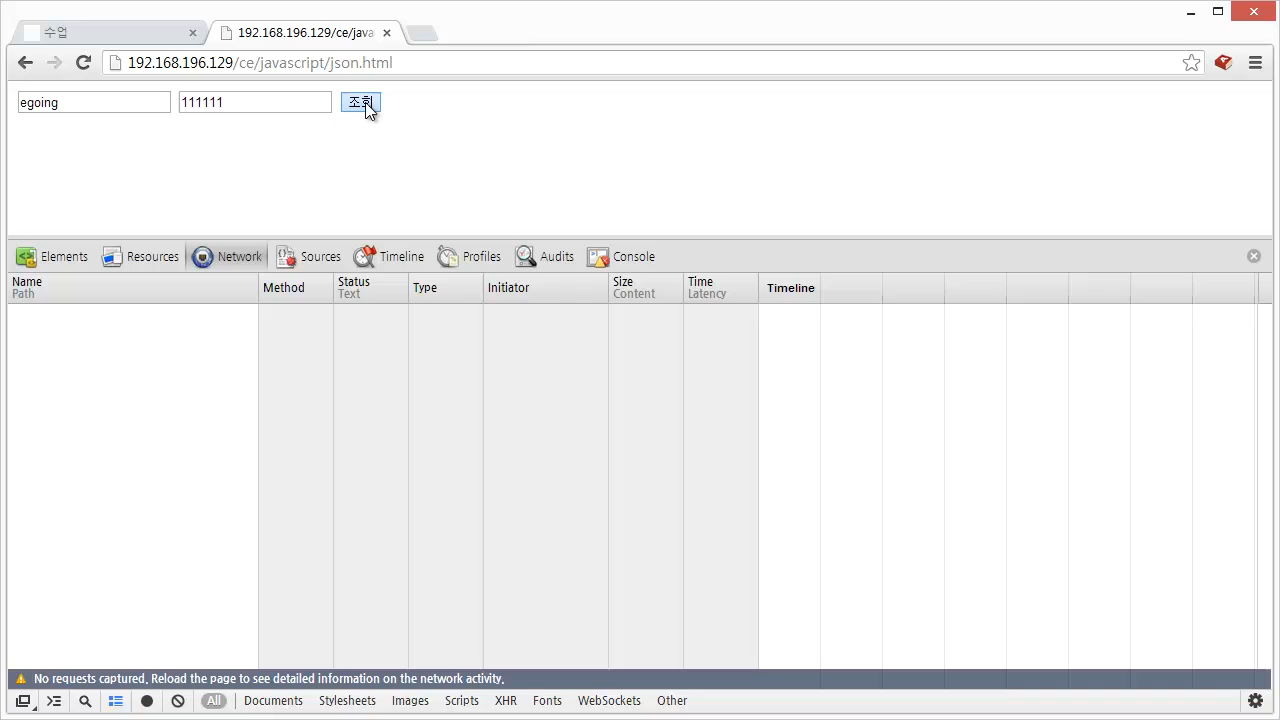 수업
192.168.196.129/ce/java
192.168.196.129/ce/javascript/json.html
egoing 111111 조회
Elements Resources Network Sources Timeline Profiles Audits Console
Name Method Status Type Initiator Size Time Timeline
Path Text Content Latency
No requests captured. Reload the page to see detailed information on the network activity.
All Documents Stylesheets Images Scripts XHR Fonts WebSockets Other